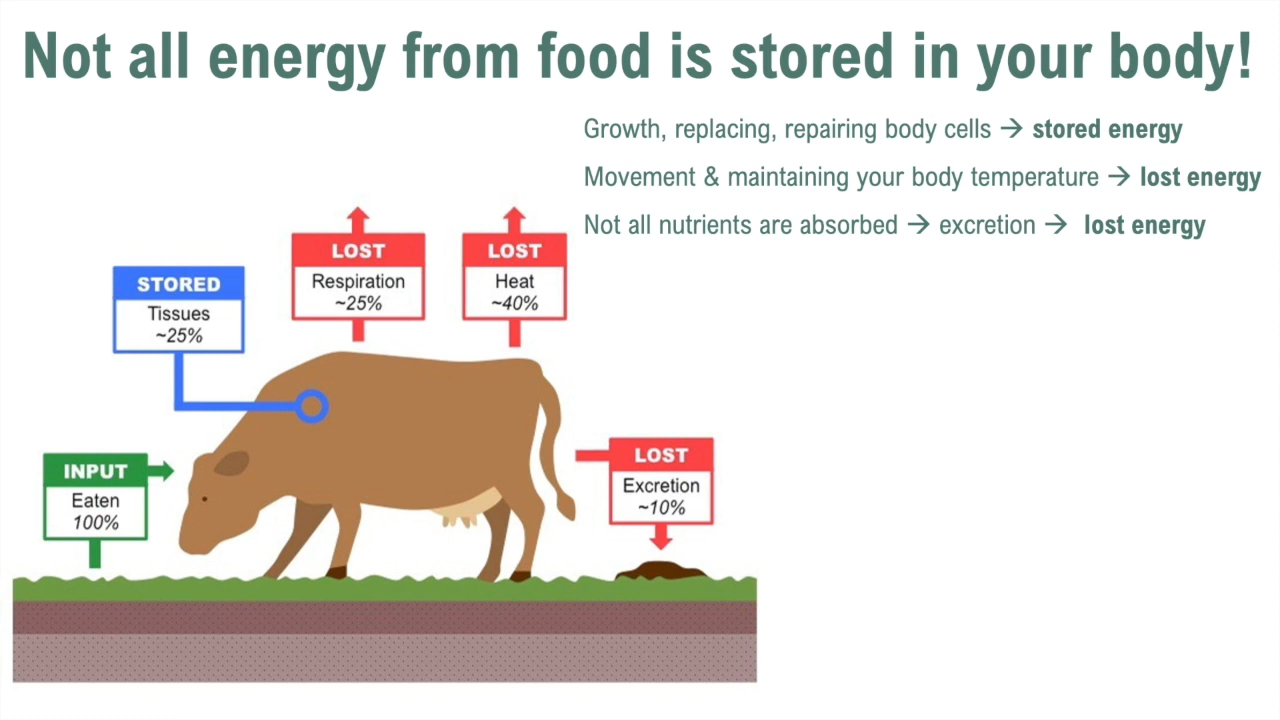 Not all energy from food is stored in your body!
Growth, replacing, repairing body cells → stored energy
Movement & maintaining your body temperature → lost energy
Not all nutrients are absorbed → excretion → lost energy
LOST
Respiration
~25%
LOST
Heat
~40%
STORED
Tissues
~25%
INPUT
Eaten
100%
LOST
Excretion
~10%